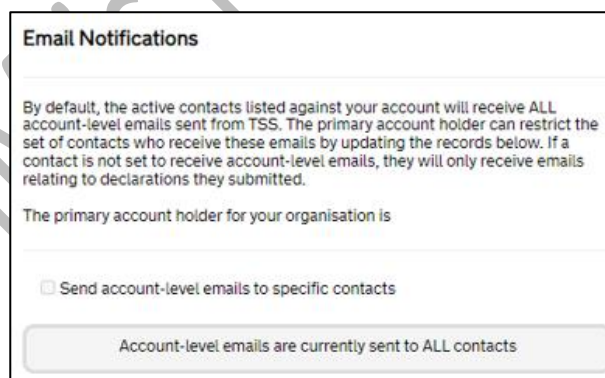 Email Notifications
By default, the active contacts listed against your account will receive ALL
account-level emails sent from TSS. The primary account holder can restrict the
set of contacts who receive these emails by updating the records below. If a
contact is not set to receive account-level emails, they will only receive emails
relating to declarations they submitted.
The primary account holder for your organisation is
Send account-level emails to specific contacts
Account-level emails are currently sent to ALL contacts